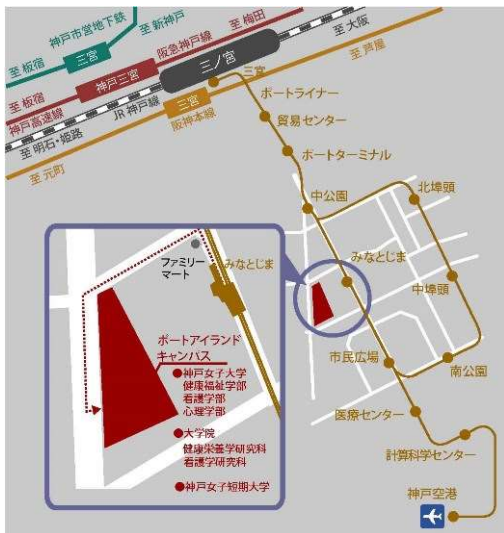 神戸市営地下鉄
至 新神戸
三宮
至 板宿
阪急神戸線
至 梅田
至 大阪
至 芦屋
神戸三宮
三ノ宮
至 板宿
神戸高速線
JR 神戸線
三宮
阪神本線
至 明石・姫路
至 元町
三宮
ポートライナー
貿易センター
ポートターミナル
中公園
北埠頭
みなとじま
中埠頭
市民広場
南公園
医療センター
計算科学センター
神戸空港
ファミリー
マート
みなとじま
ポートアイランド
キャンパス
●神戸女子大学
健康福祉学部
看護学部
心理学部
●大学院
健康栄養学研究科
看護学研究科
●神戸女子短期大学